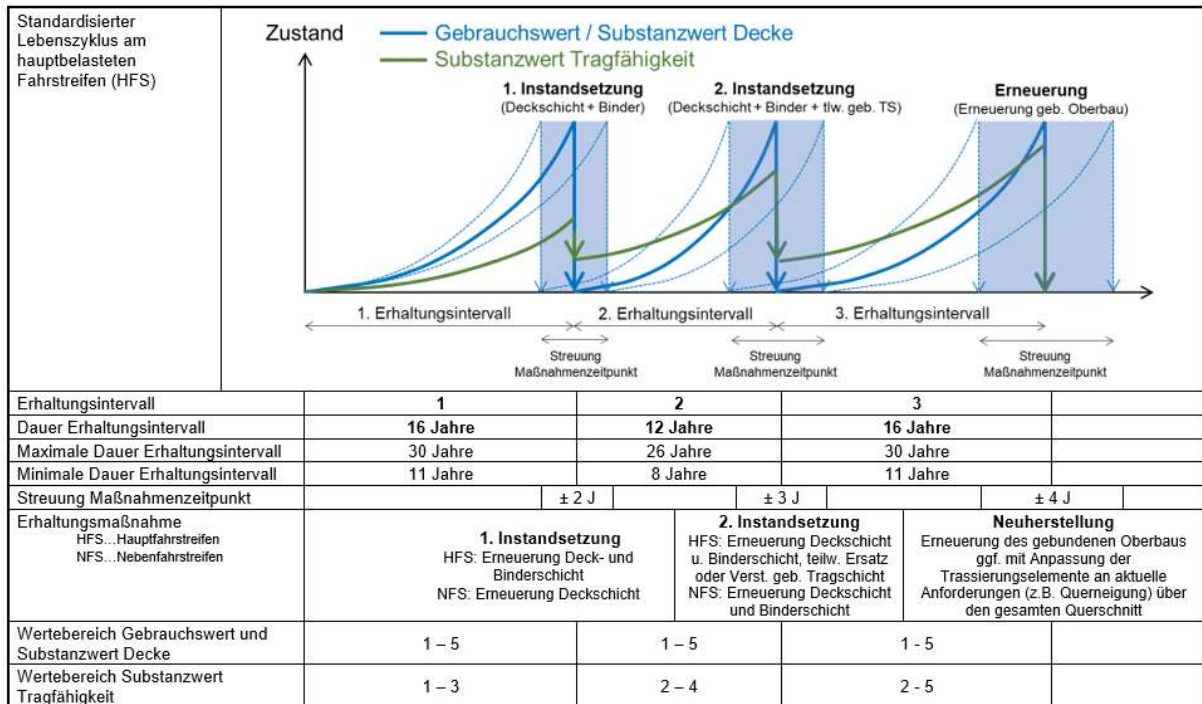 Standardisierter
Lebenszyklus am
hauptbelasteten
Fahrstreifen (HFS)
Zustand
Gebrauchswert / Substanzwert Decke
Substanzwert Tragfähigkeit
1. Instandsetzung
(Deckschicht + Binder)
2. Instandsetzung
(Deckschicht + Binder + tlw. geb. TS)
Erneuerung
(Erneuerung geb. Oberbau)
1. Erhaltungsintervall
2. Erhaltungsintervall
3. Erhaltungsintervall
Streuung
Maßnahmenzeitpunkt
Streuung
Maßnahmenzeitpunkt
Streuung
Maßnahmenzeitpunkt
Erhaltungsintervall 1 2 3
Dauer Erhaltungsintervall 16 Jahre 12 Jahre 16 Jahre
Maximale Dauer Erhaltungsintervall 30 Jahre 26 Jahre 30 Jahre
Minimale Dauer Erhaltungsintervall 11 Jahre 8 Jahre 11 Jahre
Streuung Maßnahmenzeitpunkt ± 2 J ± 3 J ± 4 J
Erhaltungsmaßnahme
HFS...Hauptfahrstreifen
NFS...Nebenfahrstreifen
1. Instandsetzung
HFS: Erneuerung Deck- und
Binderschicht
NFS: Erneuerung Deckschicht
2. Instandsetzung
HFS: Erneuerung Deckschicht
u. Binderschicht, teilw. Ersatz
oder Verst. geb. Tragschicht
NFS: Erneuerung Deckschicht
und Binderschicht
Neuherstellung
Erneuerung des gebundenen Oberbaus
ggf. mit Anpassung der
Trassierungselemente an aktuelle
Anforderungen (z.B. Querneigung) über
den gesamten Querschnitt
Wertebereich Gebrauchswert und
Substanzwert Decke
1 – 5 1 – 5 1 - 5
Wertebereich Substanzwert
Tragfähigkeit
1 – 3 2 – 4 2 - 5